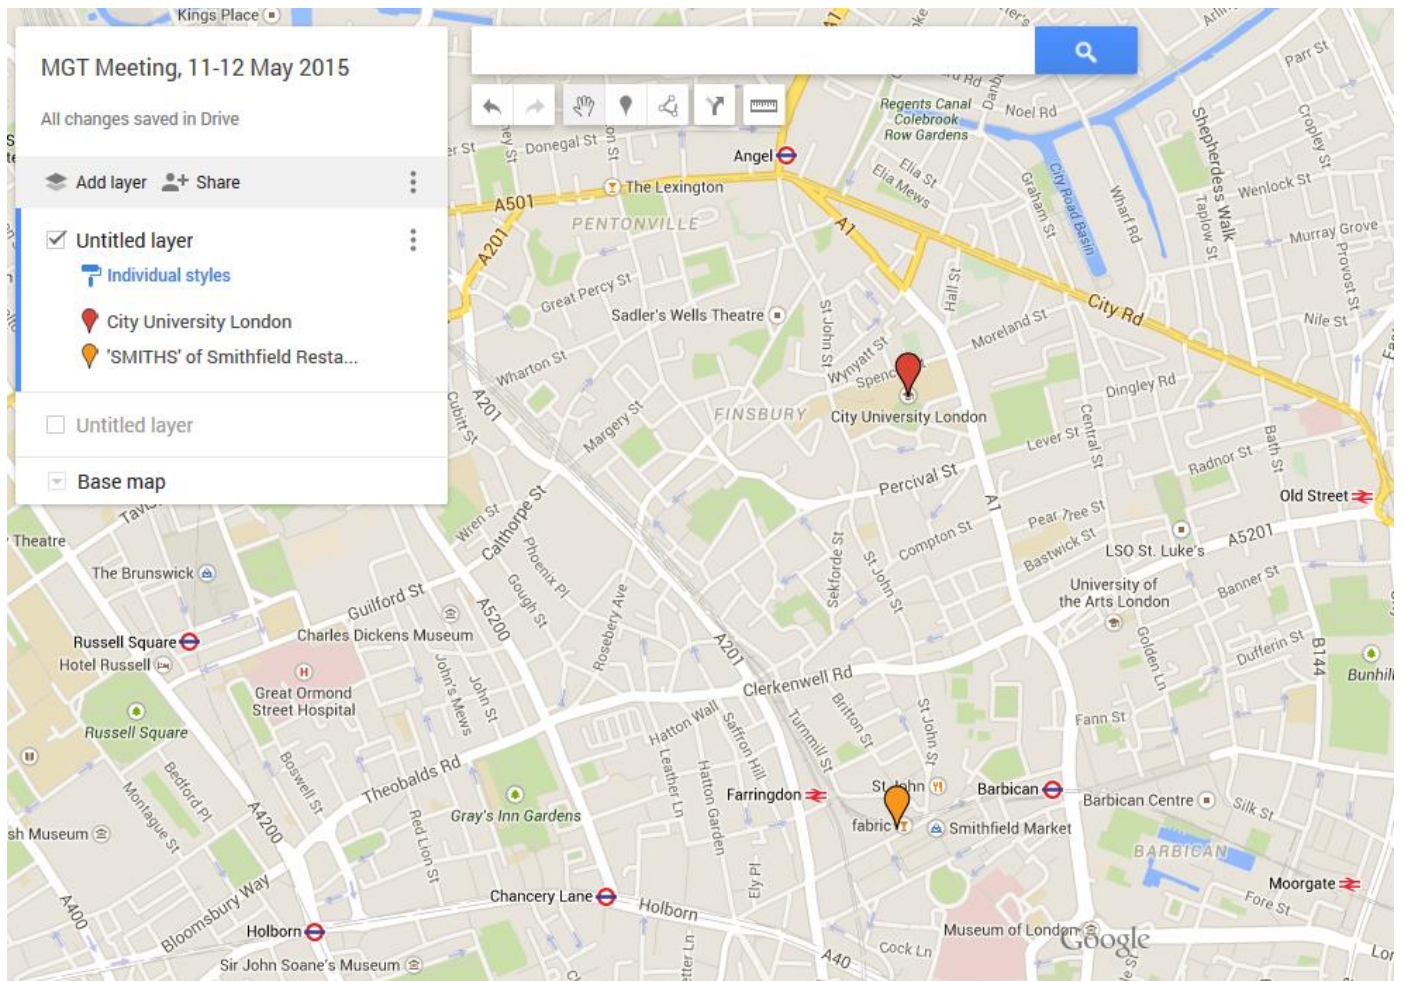 Kings Place
MGT Meeting, 11-12 May 2015
All changes saved in Drive
Add layer
Share
Untitled layer
Individual styles
City University London
'SMITHS' of Smithfield Resta...
Untitled layer
Base map
A1
Parr St
Noel Rd
Regents Canal
Colebrook
Row Gardens
Cropley St
Shepherdess Walk
Donegal St
Angel
Elia St
Elia Mews
Graham St
City Road Basin
Wharf Rd
Taplow St
Wenlock St
The Lexington
A501
PENTONVILLE
A201
A1
Murray Grove
Provost St
Great Percy St
Hall St
City Rd
Sadler's Wells Theatre
St John St
Moreland St
Nile St
Wynyatt St
Wharton St
Dingley Rd
Cubitt St
A201
Margery St
FINSBURY
City University London
Central St
Lever St
Bath St
Radnor St
Percival St
Old Street
A1
Wren St
Calthorpe St
Pear Tree St
Theatre
Phoenix Pl
Sekforde St
St John St
Compton St
Bastwick St
LSO St. Luke's
A5201
The Brunswick
Gough St
University of
the Arts London
Banner St
Guilford St
A5200
Rosebery Ave
Russell Square
Charles Dickens Museum
A201
Golden Ln
Dufferin St
B144
Hotel Russell
Great Ormond
Street Hospital
John's Mews
John St
Clerkenwell Rd
Bunhill
Russell Square
Hatton Wall
Saffron Hill
Turnmill St
Britton St
St John St
Fann St
Bedford Pl
Montague St
Boswell St
Theobalds Rd
Leather Ln
Hatton Garden
Farringdon
St John
Barbican
Barbican Centre
Silk St
Gray's Inn Gardens
A4200
Red Lion St
fabric
Smithfield Market
sh Museum
BARBICAN
Ely Pl
Moorgate
A400
Bloomsbury Way
Chancery Lane
Holborn
Fore St
Holborn
Museum of London
Google
Sir John Soane's Museum
Cock Ln
A40